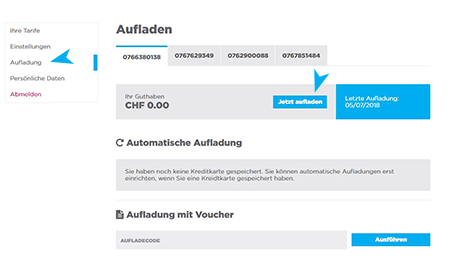 Ihre Tarife
Einstellungen
Aufladung
Persönliche Daten
Abmelden
Aufladen
0766380138 0767629349 0762900088 0767851484
Ihr Guthaben
CHF 0.00
Jetzt aufladen
Letzte Aufladung:
05/07/2018
Automatische Aufladung
Sie haben noch keine Kreditkarte gespeichert. Sie können automatische Aufladungen erst
einrichten, wenn Sie eine Kreidtkarte gespeichert haben.
Aufladung mit Voucher
AUFLADECODE
Ausführen